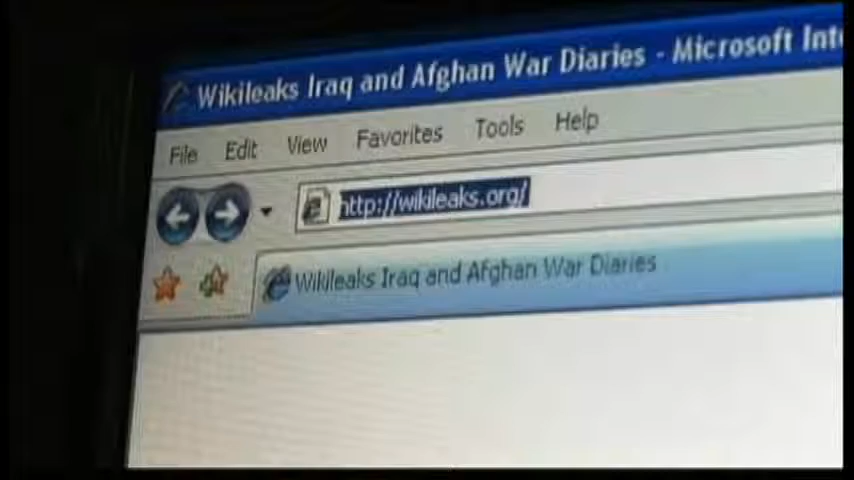 Wikileaks Iraq and Afghan War Diaries - Microsoft
File Edit View Favorites Tools Help
http://wikileaks.org/
Wikileaks Iraq and Afghan War Diaries